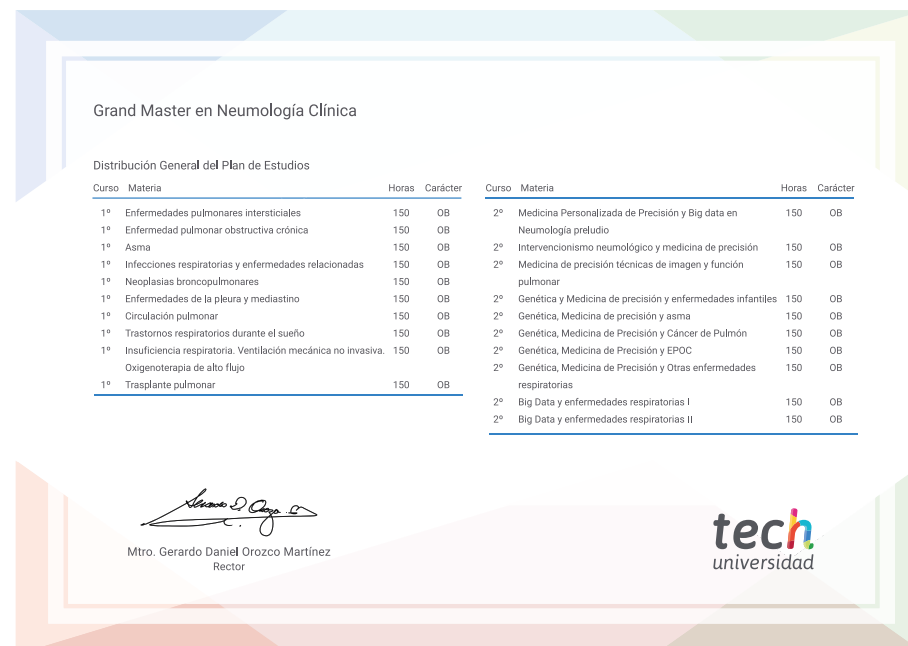 Grand Master en Neumología Clínica
Distribución General del Plan de Estudios
Curso Materia Horas Carácter
1º Enfermedades pulmonares intersticiales 150 OB
1º Enfermedad pulmonar obstructiva crónica 150 OB
1º Asma 150 OB
1º Infecciones respiratorias y enfermedades relacionadas 150 OB
1º Neoplasias broncopulmonares 150 OB
1º Enfermedades de la pleura y mediastino 150 OB
1º Circulación pulmonar 150 OB
1º Trastornos respiratorios durante el sueño 150 OB
1º Insuficiencia respiratoria. Ventilación mecánica no invasiva. 150 OB
Oxigenoterapia de alto flujo
1º Trasplante pulmonar 150 OB
Curso Materia Horas Carácter
2º Medicina Personalizada de Precisión y Big data en 150 OB
Neumología preludio
2º Intervencionismo neumológico y medicina de precisión 150 OB
2º Medicina de precisión técnicas de imagen y función 150 OB
pulmonar
2º Genética y Medicina de precisión y enfermedades infantiles 150 OB
2º Genética, Medicina de precisión y asma 150 OB
2º Genética, Medicina de Precisión y Cáncer de Pulmón 150 OB
2º Genética, Medicina de Precisión y EPOC 150 OB
2º Genética, Medicina de Precisión y Otras enfermedades 150 OB
respiratorias
2º Big Data y enfermedades respiratorias I 150 OB
2º Big Data y enfermedades respiratorias II 150 OB
Mtro. Gerardo Daniel Orozco Martínez
Rector
tech
universidad